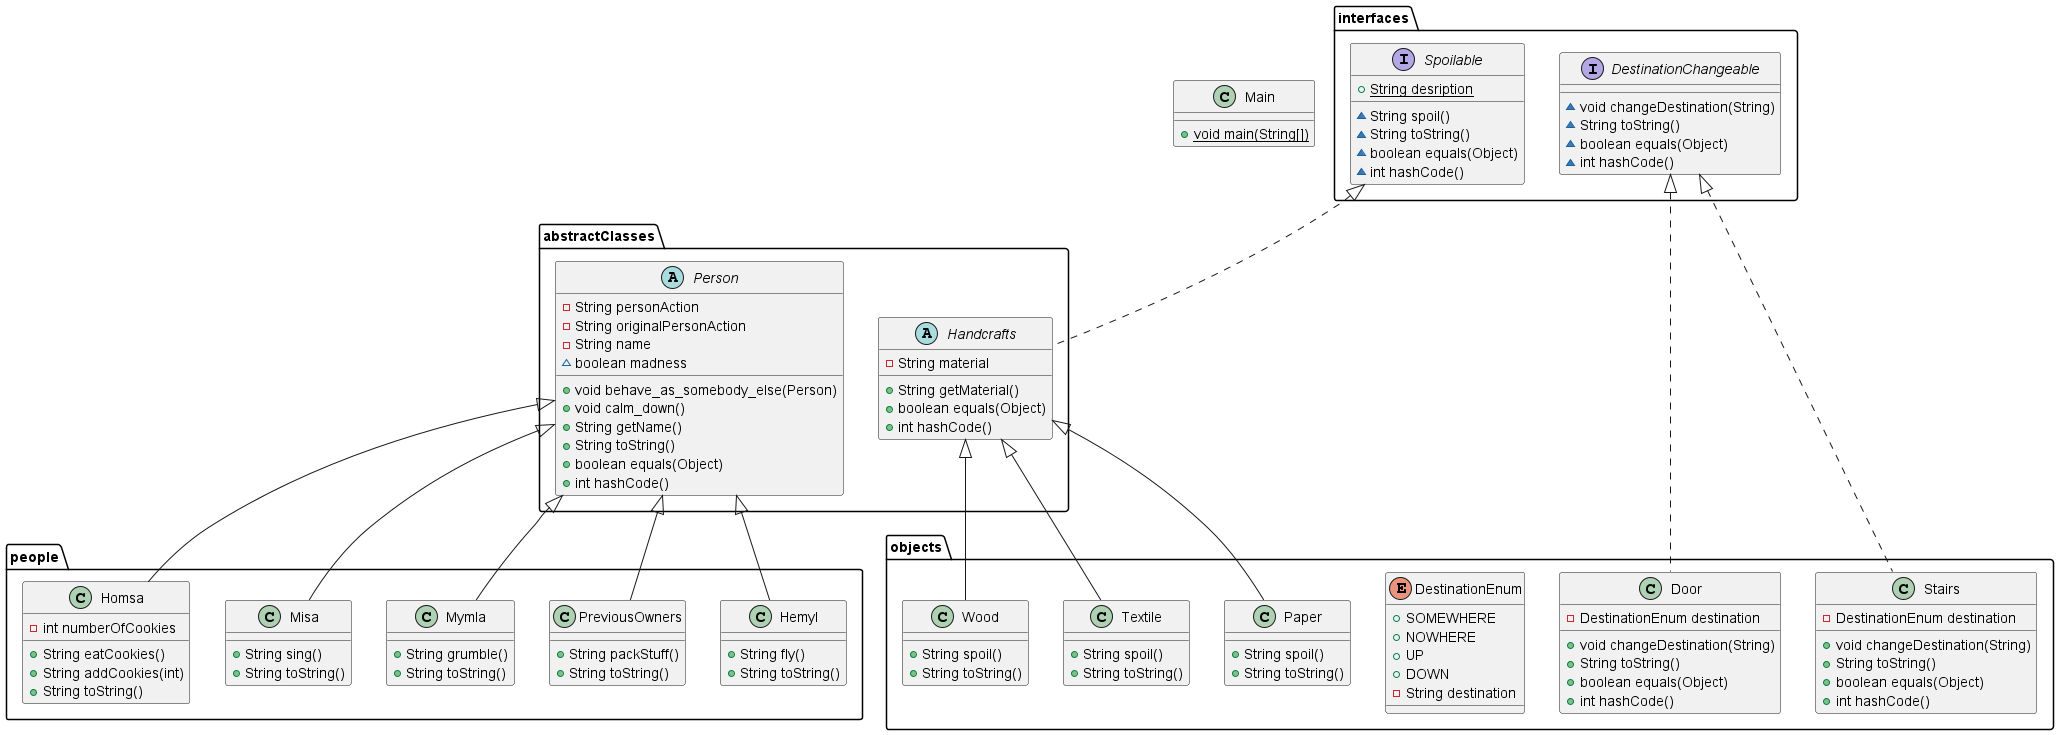 interfaces
I Spoilable
String desription
String spoil()
String toString()
boolean equals(Object)
int hashCode()
I DestinationChangeable
void changeDestination(String)
String toString()
boolean equals(Object)
int hashCode()
C Main
void main(String[])
abstractClasses
A Person
String personAction
String originalPersonAction
String name
boolean madness
void behave_as_somebody_else(Person)
void calm_down()
String getName()
String toString()
boolean equals(Object)
int hashCode()
A Handcrafts
String material
String getMaterial()
boolean equals(Object)
int hashCode()
people
C Homsa
int numberOfCookies
String eatCookies()
String addCookies(int)
String toString()
C Misa
String sing()
String toString()
C Mymla
String grumble()
String toString()
C PreviousOwners
String packStuff()
String toString()
C Hemyl
String fly()
String toString()
objects
C Wood
String spoil()
String toString()
C Textile
String spoil()
String toString()
C Paper
String spoil()
String toString()
E DestinationEnum
SOMEWHERE
NOWHERE
UP
DOWN
String destination
C Door
DestinationEnum destination
void changeDestination(String)
String toString()
boolean equals(Object)
int hashCode()
C Stairs
DestinationEnum destination
void changeDestination(String)
String toString()
boolean equals(Object)
int hashCode()